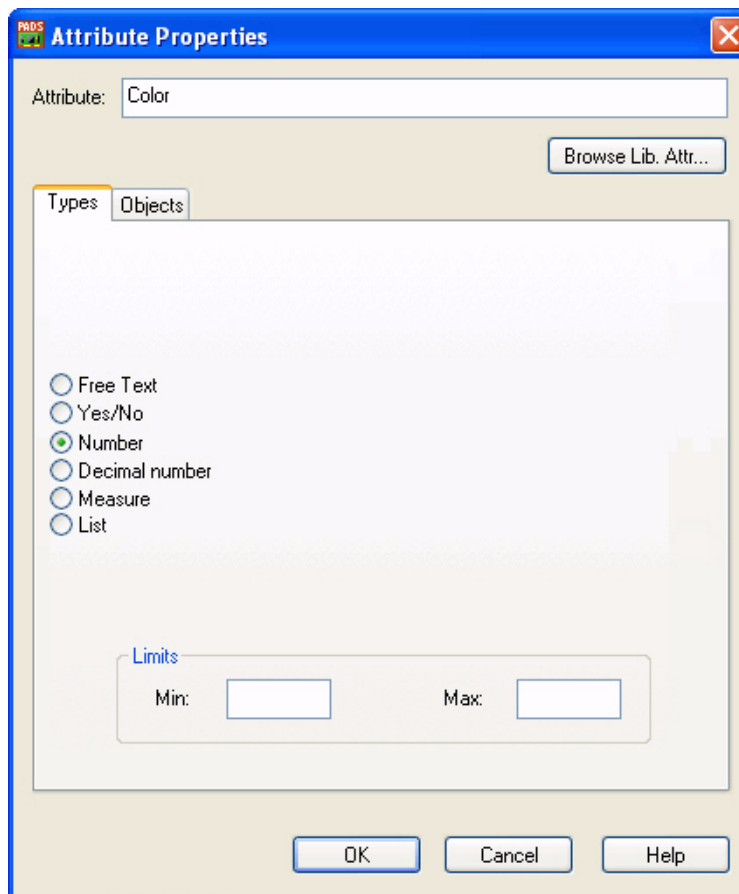 PADS Attribute Properties
Attribute: Color
Browse Lib. Attr...
Types Objects
Free Text
Yes/No
Number
Decimal number
Measure
List
Limits
Min: Max:
OK Cancel Help